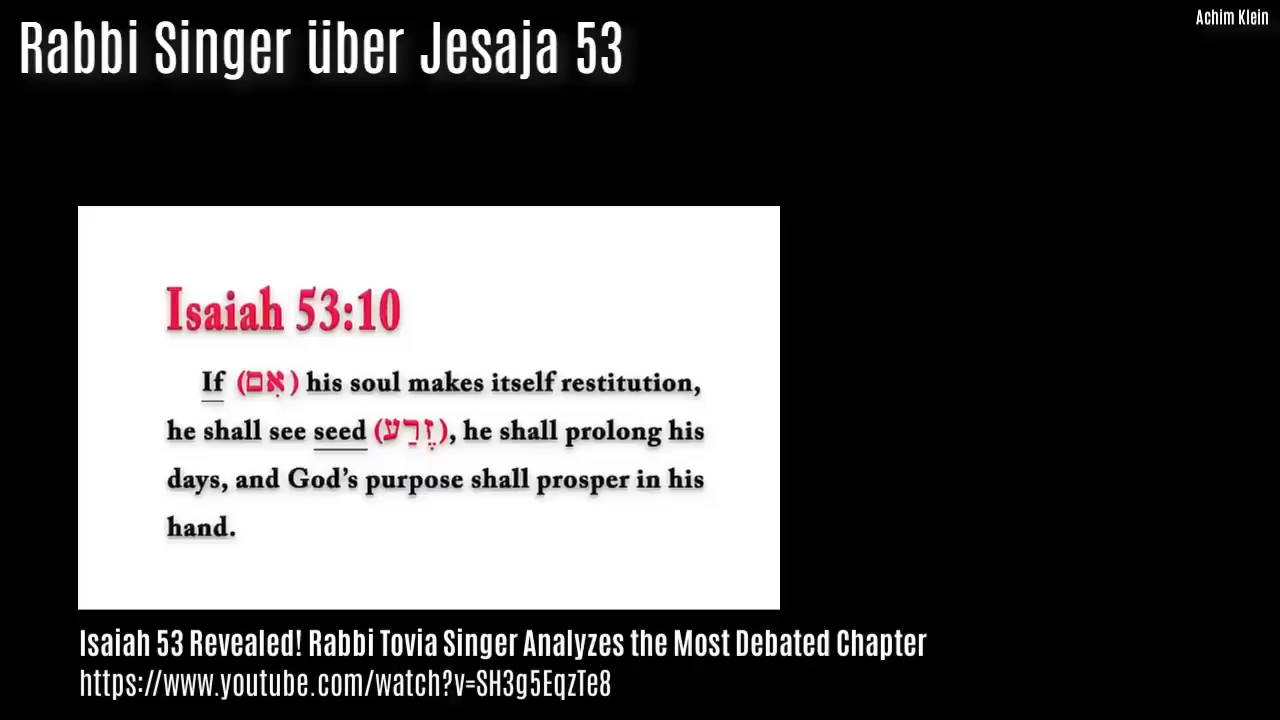 Achim Klein
Rabbi Singer über Jesaja 53
Isaiah 53:10
If (אִם) his soul makes itself restitution,
he shall see seed (זֶרַע), he shall prolong his
days, and God's purpose shall prosper in his
hand.
Isaiah 53 Revealed! Rabbi Tovia Singer Analyzes the Most Debated Chapter
https://www.youtube.com/watch?v=SH3g5EqzTe8